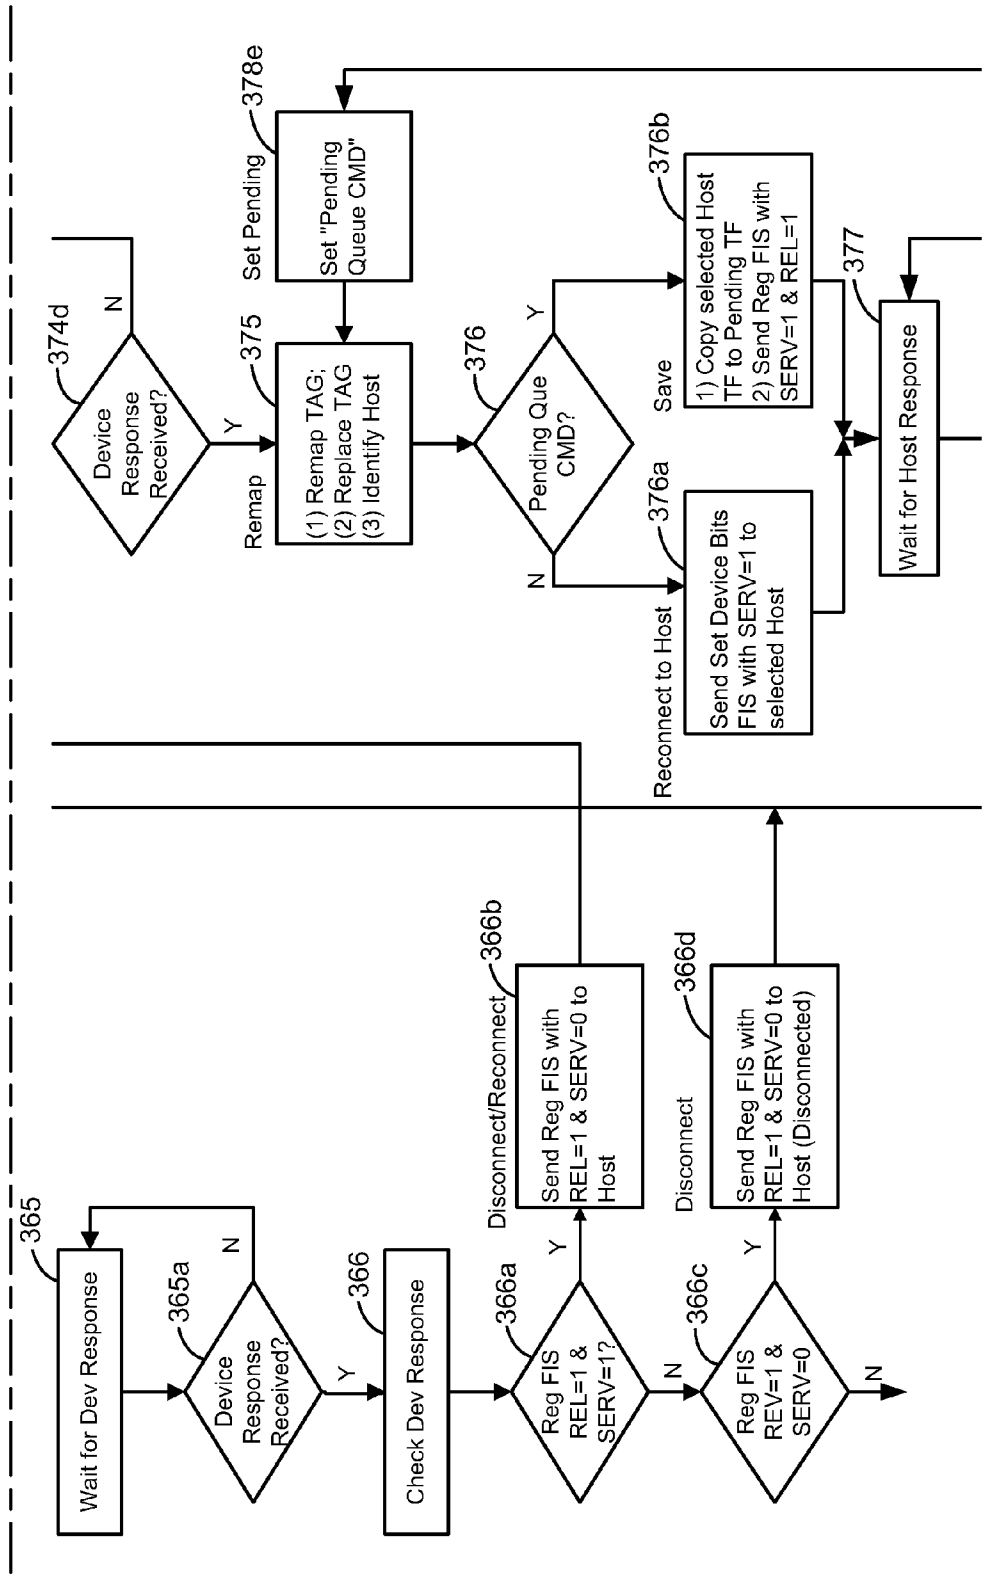 365
Wait for Dev Response
365a
Device
Response
Received?
N
Y
366
Check Dev Response
366a
Reg FIS
REL=1 &
SERV=1?
Y
N
Disconnect/Reconnect
366b
Send Reg FIS with
REL=1 & SERV=0 to
Host
366c
Reg FIS
REV=1 &
SERV=0
Y
N
Disconnect
366d
Send Reg FIS with
REL=1 & SERV=0 to
Host (Disconnected)
374d
Device
Response
Received?
N
Y
Set Pending
378e
Set "Pending
Queue CMD"
Remap
375
(1) Remap TAG;
(2) Replace TAG
(3) Identify Host
376
Pending Que
CMD?
N
Y
Reconnect to Host
376a
Send Set Device Bits
FIS with SERV=1 to
selected Host
Save
376b
1) Copy selected Host
TF to Pending TF
2) Send Reg FIS with
SERV=1 & REL=1
377
Wait for Host Response